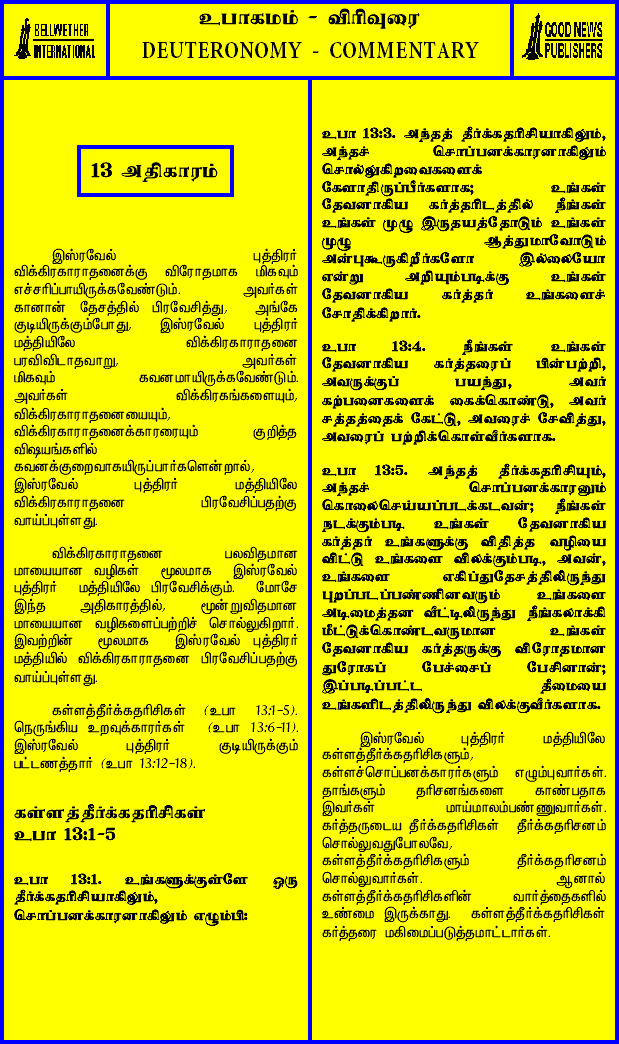 BELLWETHER
INTERNATIONAL
உபாகமம் - விரிவுரை
DEUTERONOMY - COMMENTARY
GOOD NEWS
PUBLISHERS
13 அதிகாரம்
இஸ்ரவேல் புத்திரர்
விக்கிரகாராதனைக்கு விரோதமாக மிகவும்
எச்சரிப்பாயிருக்கவேண்டும். அவர்கள்
கானான் தேசத்தில் பிரவேசித்து, அங்கே
குடியிருக்கும்போது, இஸ்ரவேல் புத்திரர்
மத்தியிலே விக்கிரகாராதனை
பரவிவிடாதவாறு, அவர்கள்
மிகவும் கவனமாயிருக்கவேண்டும்.
அவர்கள் விக்கிரகங்களையும்,
விக்கிரகாராதனையையும்,
விக்கிரகாராதனைக்காரரையும் குறித்த
விஷயங்களில்
கவனக்குறைவாகயிருப்பார்களென்றால்,
இஸ்ரவேல் புத்திரர் மத்தியிலே
விக்கிரகாராதனை பிரவேசிப்பதற்கு
வாய்ப்புள்ளது.
விக்கிரகாராதனை பலவிதமான
மாயையான வழிகள் மூலமாக இஸ்ரவேல்
புத்திரர் மத்தியிலே பிரவேசிக்கும். மோசே
இந்த அதிகாரத்தில், மூன்றுவிதமான
மாயையான வழிகளைப்பற்றிச் சொல்லுகிறார்.
இவற்றின் மூலமாக இஸ்ரவேல் புத்திரர்
மத்தியில் விக்கிரகாராதனை பிரவேசிப்பதற்கு
வாய்ப்புள்ளது.
கள்ளத்தீர்க்கதரிசிகள் (உபா 13:1-5).
நெருங்கிய உறவுக்காரர்கள் (உபா 13:6-11).
இஸ்ரவேல் புத்திரர் குடியிருக்கும்
பட்டணத்தார் (உபா 13:12-18).
கள்ளத்தீர்க்கதரிசிகள்
உபா 13:1-5
உபா 13:1. உங்களுக்குள்ளே ஒரு
தீர்க்கதரிசியாகிலும்,
சொப்பனக்காரனாகிலும் எழும்பி:
உபா 13:3. அந்தத் தீர்க்கதரிசியாகிலும்,
அந்தச் சொப்பனக்காரனாகிலும்
சொல்லுகிறவைகளைக்
கேளாதிருப்பீர்களாக; உங்கள்
தேவனாகிய கர்த்தரிடத்தில் நீங்கள்
உங்கள் முழு இருதயத்தோடும் உங்கள்
முழு ஆத்துமாவோடும்
அன்புகூருகிறீர்களோ இல்லையோ
என்று அறியும்படிக்கு உங்கள்
தேவனாகிய கர்த்தர் உங்களைச்
சோதிக்கிறார்.
உபா 13:4. நீங்கள் உங்கள்
தேவனாகிய கர்த்தரைப் பின்பற்றி,
அவருக்குப் பயந்து, அவர்
கற்பனைகளைக் கைக்கொண்டு, அவர்
சத்தத்தைக் கேட்டு, அவரைச் சேவித்து,
அவரைப் பற்றிக்கொள்வீர்களாக.
உபா 13:5. அந்தத் தீர்க்கதரிசியும்,
அந்தச் சொப்பனக்காரனும்
கொலைசெய்யப்படக்கடவன்; நீங்கள்
நடக்கும்படி உங்கள் தேவனாகிய
கர்த்தர் உங்களுக்கு விதித்த வழியை
விட்டு உங்களை விலக்கும்படி, அவன்,
உங்களை எகிப்துதேசத்திலிருந்து
புறப்படப்பண்ணினவரும் உங்களை
அடிமைத்தன வீட்டிலிருந்து நீங்கலாக்கி
மீட்டுக்கொண்டவருமான உங்கள்
தேவனாகிய கர்த்தருக்கு விரோதமான
துரோகப் பேச்சைப் பேசினான்;
இப்படிப்பட்ட தீமையை
உங்களிடத்திலிருந்து விலக்குவீர்களாக.
இஸ்ரவேல் புத்திரர் மத்தியிலே
கள்ளத்தீர்க்கதரிசிகளும்,
கள்ளச்சொப்பனக்காரர்களும் எழும்புவார்கள்.
தாங்களும் தரிசனங்களை காண்பதாக
இவர்கள் மாய்மாலம்பண்ணுவார்கள்.
கர்த்தருடைய தீர்க்கதரிசிகள் தீர்க்கதரிசனம்
சொல்லுவதுபோலவே,
கள்ளத்தீர்க்கதரிசிகளும் தீர்க்கதரிசனம்
சொல்லுவார்கள். ஆனால்
கள்ளத்தீர்க்கதரிசிகளின் வார்த்தைகளில்
உண்மை இருக்காது. கள்ளத்தீர்க்கதரிசிகள்
கர்த்தரை மகிமைப்படுத்தமாட்டார்கள்.